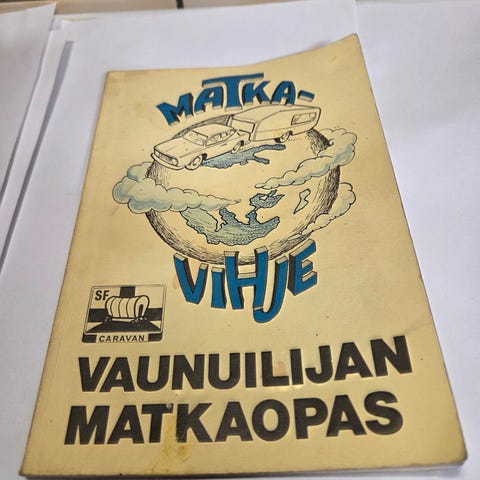 MATKA-
VIHJE
SF
CARAVAN
VAUNUILIJAN
MATKAOPAS